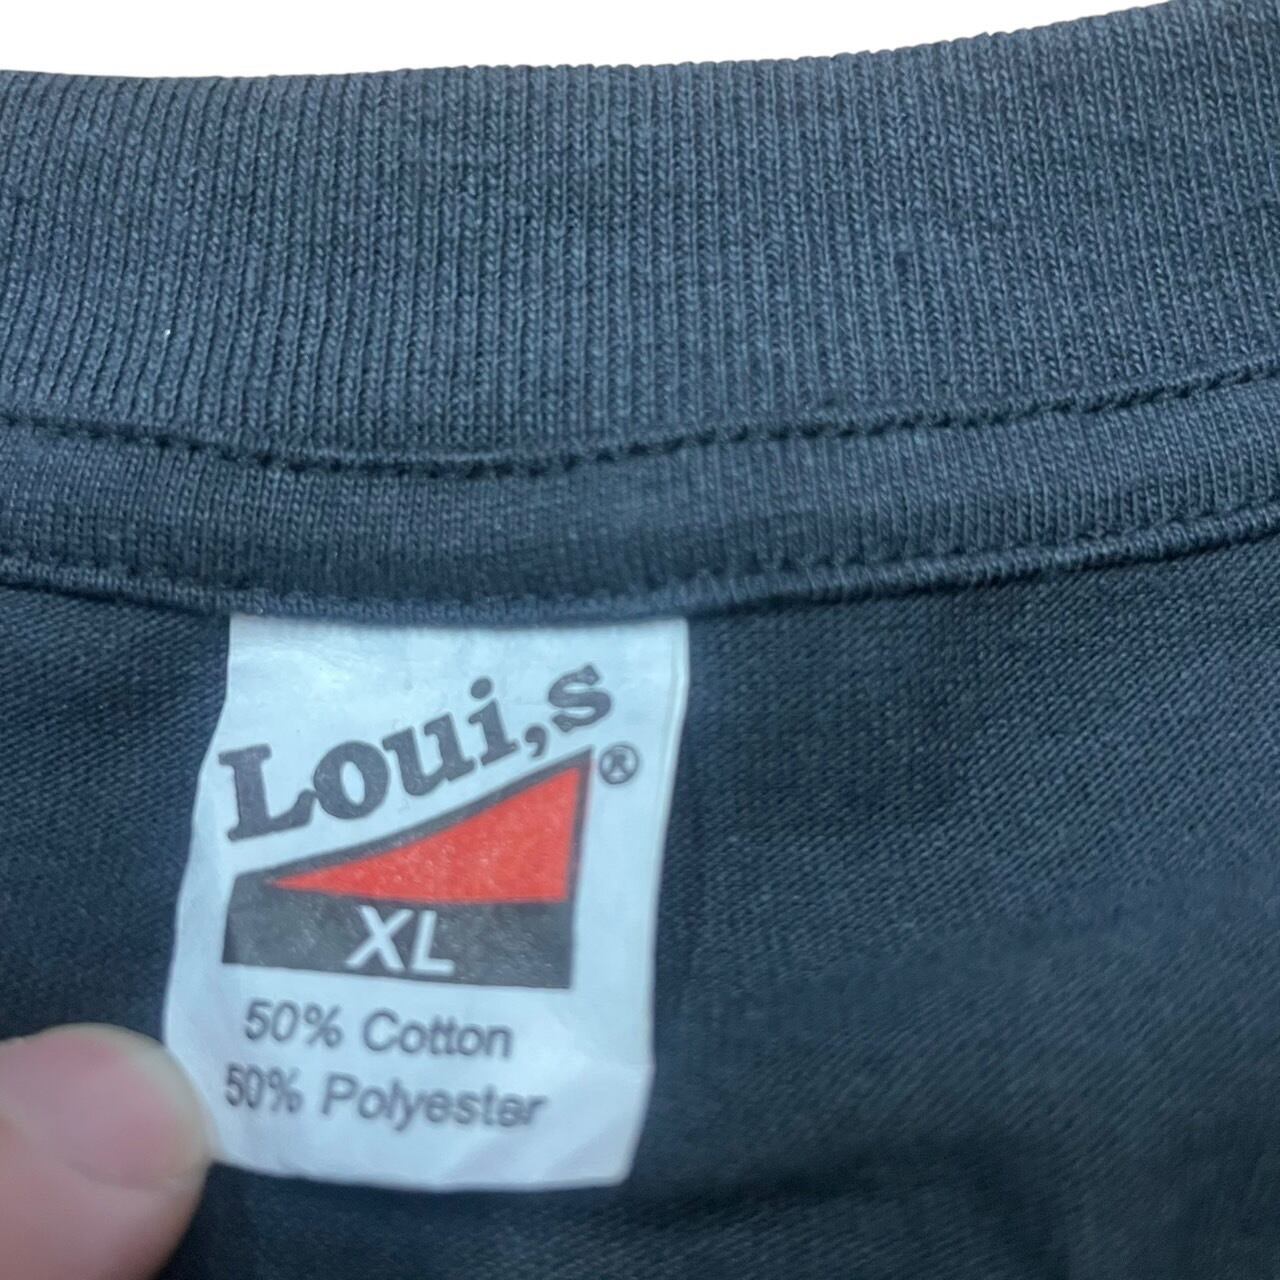 Loui,s
®
XL
50% Cotton
50% Polyester